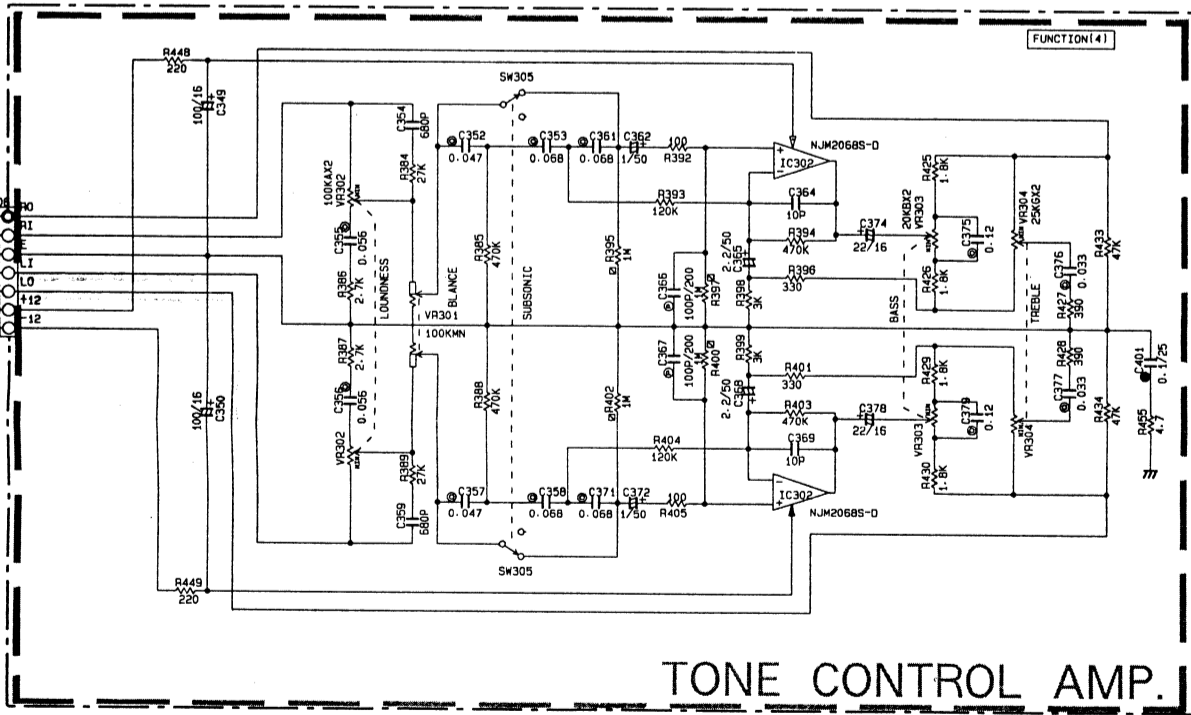 FUNCTION(4)
R448
220
SW305
100/16
C349
C354
680P
C352
0.047
C353
0.068
C361
0.068
C362
1/50
100
R392
NJM2068S-D
IC302
R384
27K
100KAX2
VR302
R393
120K
C364
10P
R394
470K
C374
22/16
R425
1.8K
20KBX2
VR303
VR304
25KGX2
C375
0.12
RO
RI
E
LI
LO
+12
-12
C355
0.056
R385
470K
R395
1M
2.2/50
C365
R396
330
R426
1.8K
C376
0.033
R433
47K
R386
2.7K
LOUNDNESS
BLANCE
SUBSONIC
C366
100P/200
1M
R397
R398
3K
BASS
TREBLE
R427
390
VR301
100KMN
R387
2.7K
C367
100P/200
1M
R400
R399
3K
R401
330
R428
390
C401
0.1/25
C356
0.056
R388
470K
R402
1M
2.2/50
C368
R403
470K
R429
1.8K
C379
0.12
C377
0.033
R434
47K
R455
4.7
100/16
C350
VR302
C378
22/16
R404
120K
C369
10P
VR303
VR304
R389
27K
R430
1.8K
C357
0.047
C358
0.068
C371
0.068
C372
1/50
100
R405
IC302
NJM2068S-D
C359
680P
SW305
R449
220
TONE CONTROL AMP.